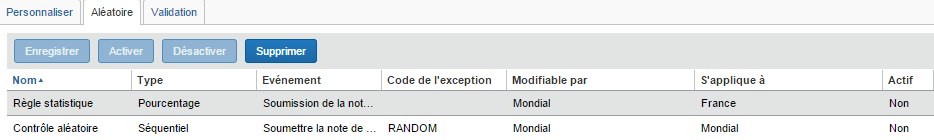 Personnaliser Aléatoire Validation
Enregistrer Activer Désactiver Supprimer
Nom Type Evénement Code de l'exception Modifiable par S'applique à Actif
Règle statistique Pourcentage Soumission de la not... Mondial France Non
Contrôle aléatoire Séquentiel Soumettre la note de ... RANDOM Mondial Mondial Non